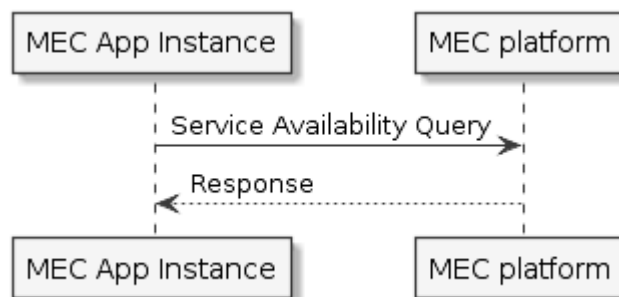 MEC App Instance
MEC platform
Service Availability Query
Response
MEC App Instance
MEC platform